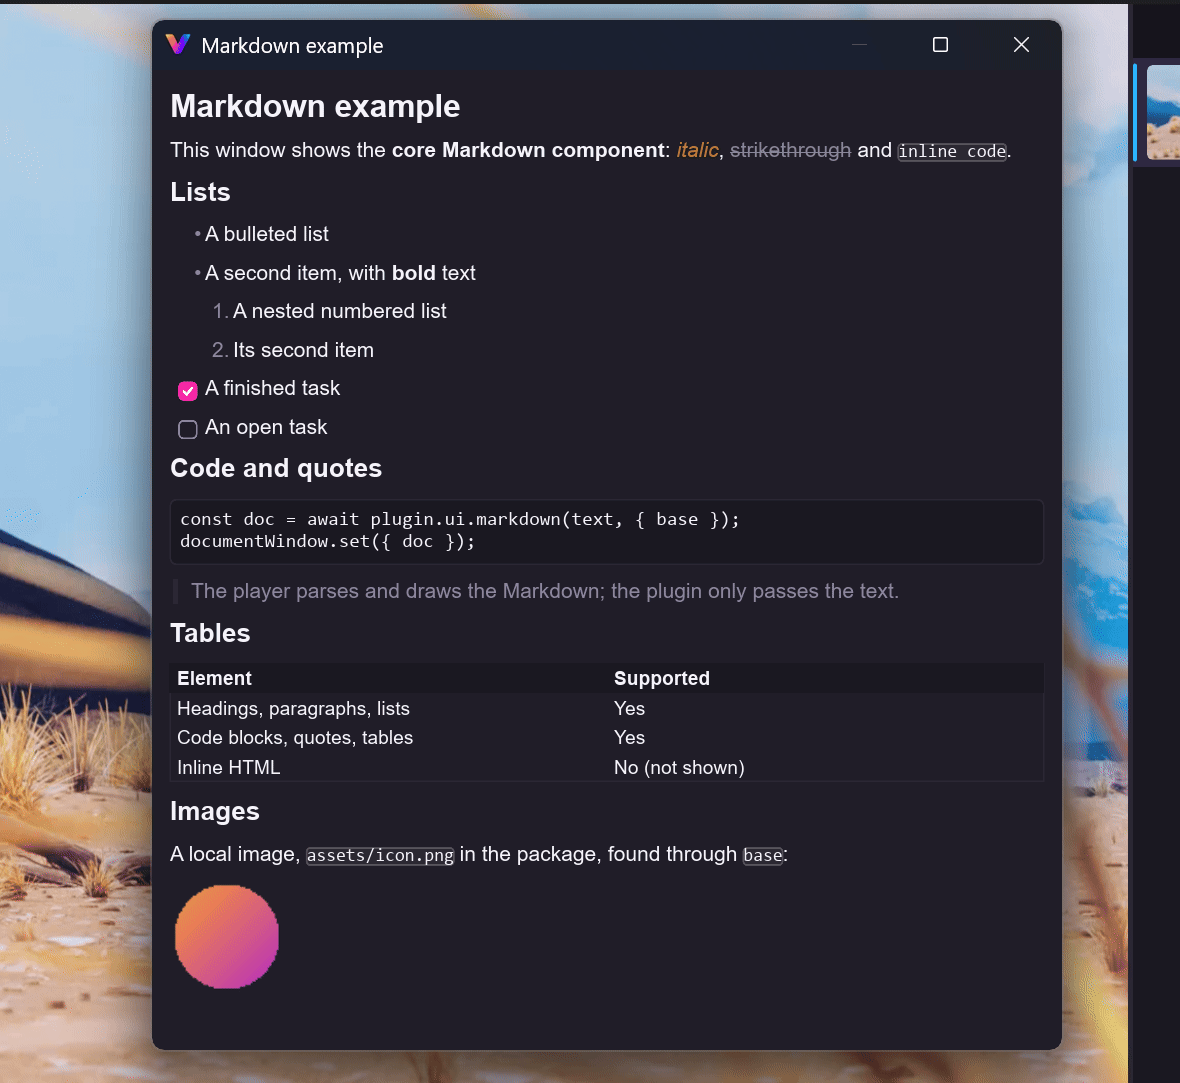 Markdown example
Markdown example
This window shows the core Markdown component: italic, strikethrough and inline code.
Lists
• A bulleted list
• A second item, with bold text
1. A nested numbered list
2. Its second item
A finished task
An open task
Code and quotes
const doc = await plugin.ui.markdown(text, { base });
documentWindow.set({ doc });
The player parses and draws the Markdown; the plugin only passes the text.
Tables
Element Supported
Headings, paragraphs, lists Yes
Code blocks, quotes, tables Yes
Inline HTML No (not shown)
Images
A local image, assets/icon.png in the package, found through base: